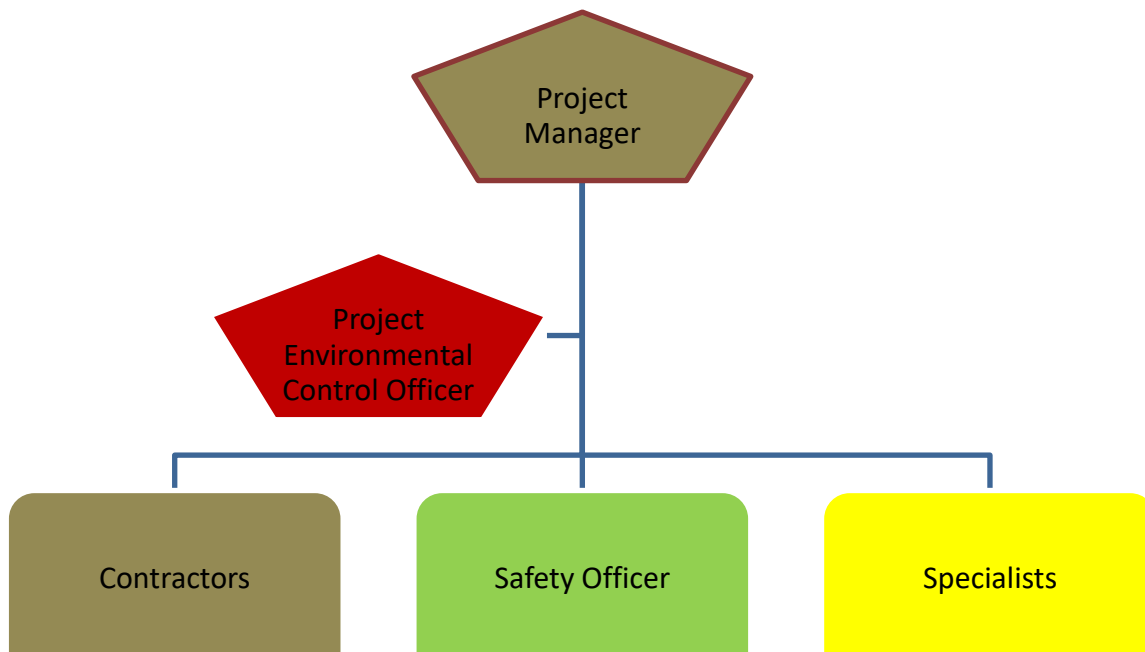 Project
Manager
Project
Environmental
Control Officer
Contractors
Safety Officer
Specialists